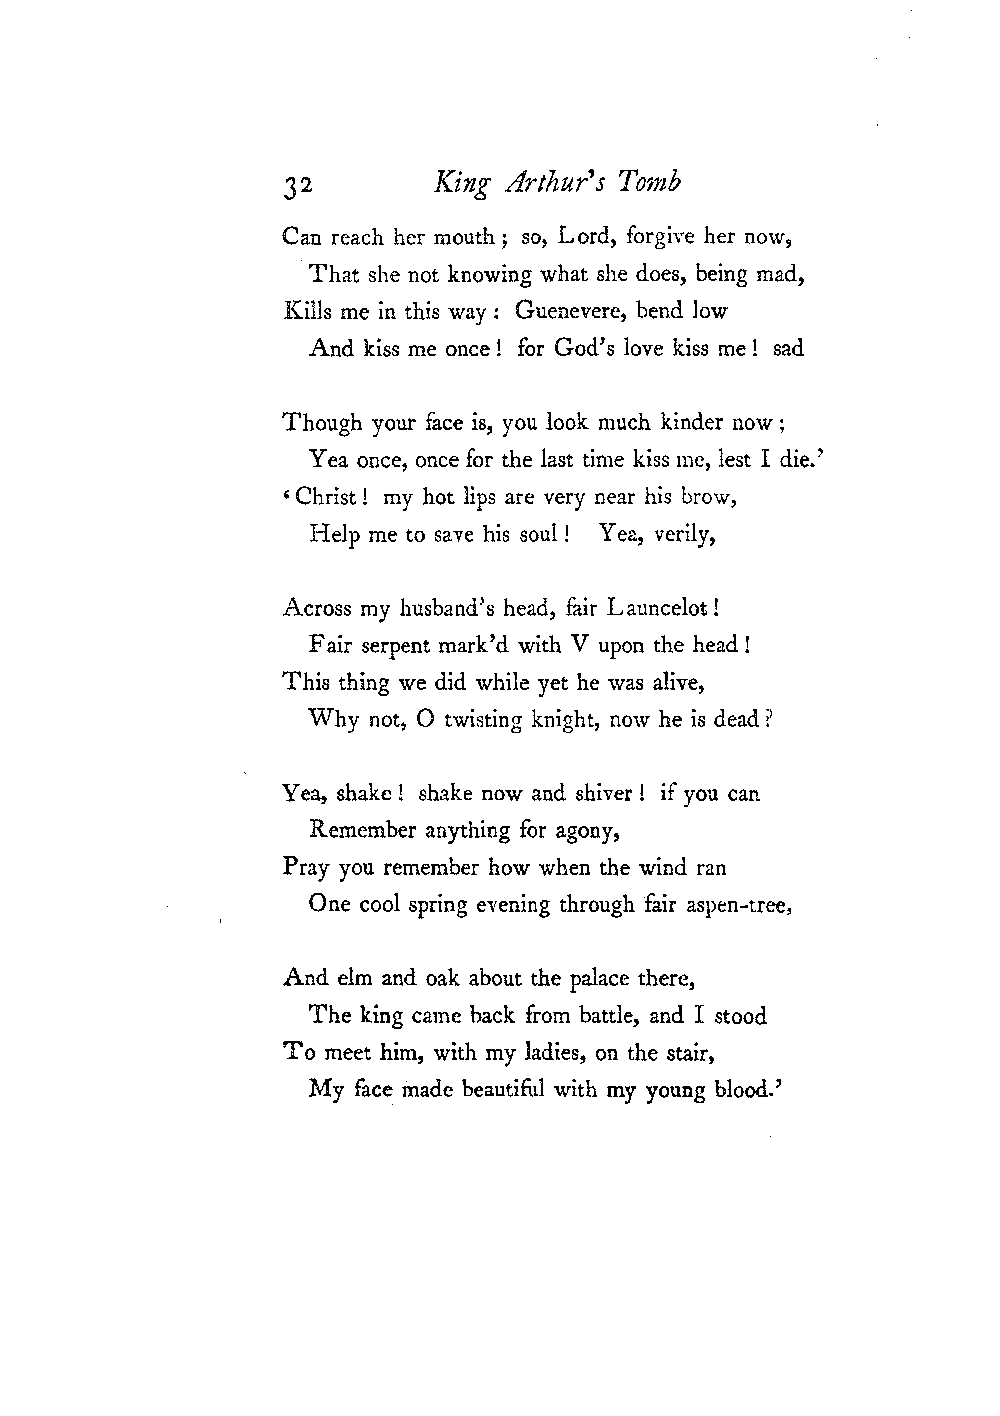 32 King Arthur's Tomb
Can reach her mouth ; so, Lord, forgive her now,
That she not knowing what she does, being mad,
Kills me in this way : Guenevere, bend low
And kiss me once ! for God's love kiss me ! sad
Though your face is, you look much kinder now ;
Yea once, once for the last time kiss me, lest I die.'
‘ Christ ! my hot lips are very near his brow,
Help me to save his soul ! Yea, verily,
Across my husband's head, fair Launcelot !
Fair serpent mark'd with V upon the head !
This thing we did while yet he was alive,
Why not, O twisting knight, now he is dead ?
Yea, shake ! shake now and shiver ! if you can
Remember anything for agony,
Pray you remember how when the wind ran
One cool spring evening through fair aspen-tree,
And elm and oak about the palace there,
The king came back from battle, and I stood
To meet him, with my ladies, on the stair,
My face made beautiful with my young blood.'